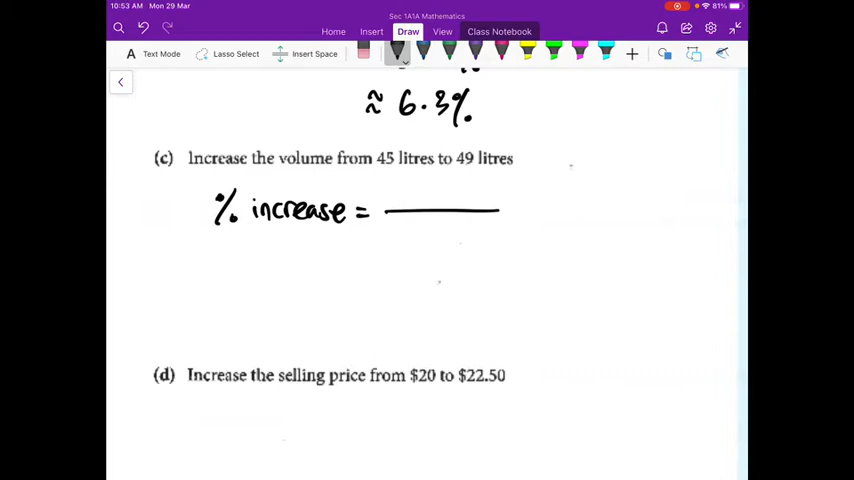 10:53 AM Mon 29 Mar
81%
Sec 1A1A Mathematics
Home Insert Draw View Class Notebook
A Text Mode Lasso Select Insert Space
≈ 6.3%
(c) Increase the volume from 45 litres to 49 litres
% increase =
(d) Increase the selling price from $20 to $22.50